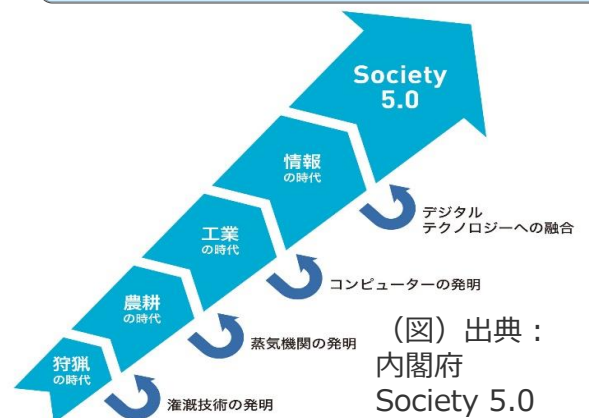 Society
5.0
情報
の時代
デジタル
テクノロジーへの融合
工業
の時代
コンピューターの発明
農耕
の時代
蒸気機関の発明
狩猟
の時代
灌漑技術の発明
（図）出典：
内閣府
Society 5.0